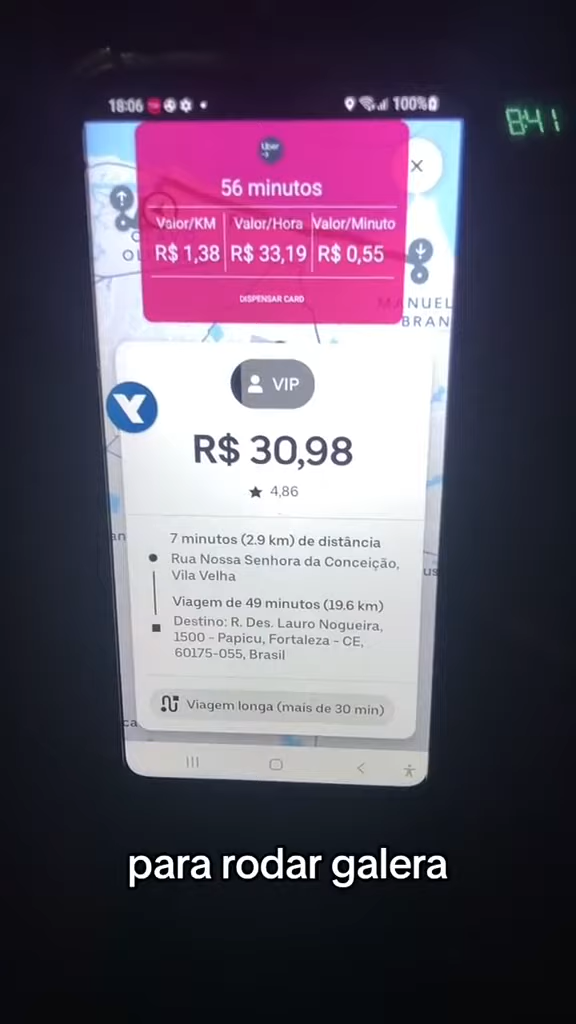 18:06
100%
8:41
Uber
56 minutos
Valor/KM
Valor/Hora
Valor/Minuto
R$ 1,38
R$ 33,19
R$ 0,55
DISPENSAR CARD
MANUEL
BRAN
VIP
R$ 30,98
★ 4,86
7 minutos (2.9 km) de distância
Rua Nossa Senhora da Conceição,
Vila Velha
Viagem de 49 minutos (19.6 km)
Destino: R. Des. Lauro Nogueira,
1500 - Papicu, Fortaleza - CE,
60175-055, Brasil
Viagem longa (mais de 30 min)
para rodar galera